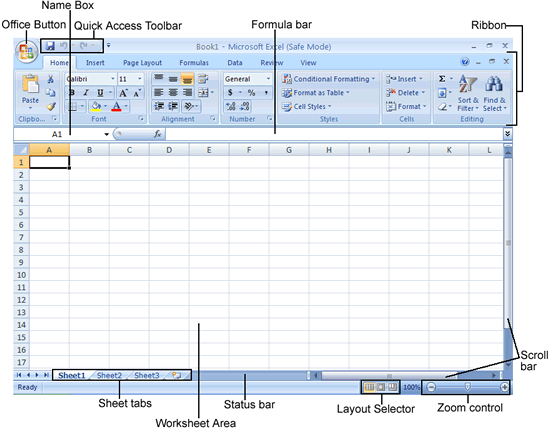 Name Box
Office Button Quick Access Toolbar Formula bar Ribbon
Book1 - Microsoft Excel (Safe Mode)
Home Insert Page Layout Formulas Data Review View
Calibri 11 General Conditional Formatting Insert Σ
Paste B I U A A $ % , Format as Table Delete Sort & Find &
A Cell Styles Format Filter Select
Clipbo... Font Alignment Number Styles Cells Editing
A1 fx
A B C D E F G H I J K L
1
2
3
4
5
6
7
8
9
10
11
12
13
14
15
16
17
Sheet1 Sheet2 Sheet3
Ready 100%
Scroll bar
Sheet tabs Status bar Layout Selector Zoom control
Worksheet Area